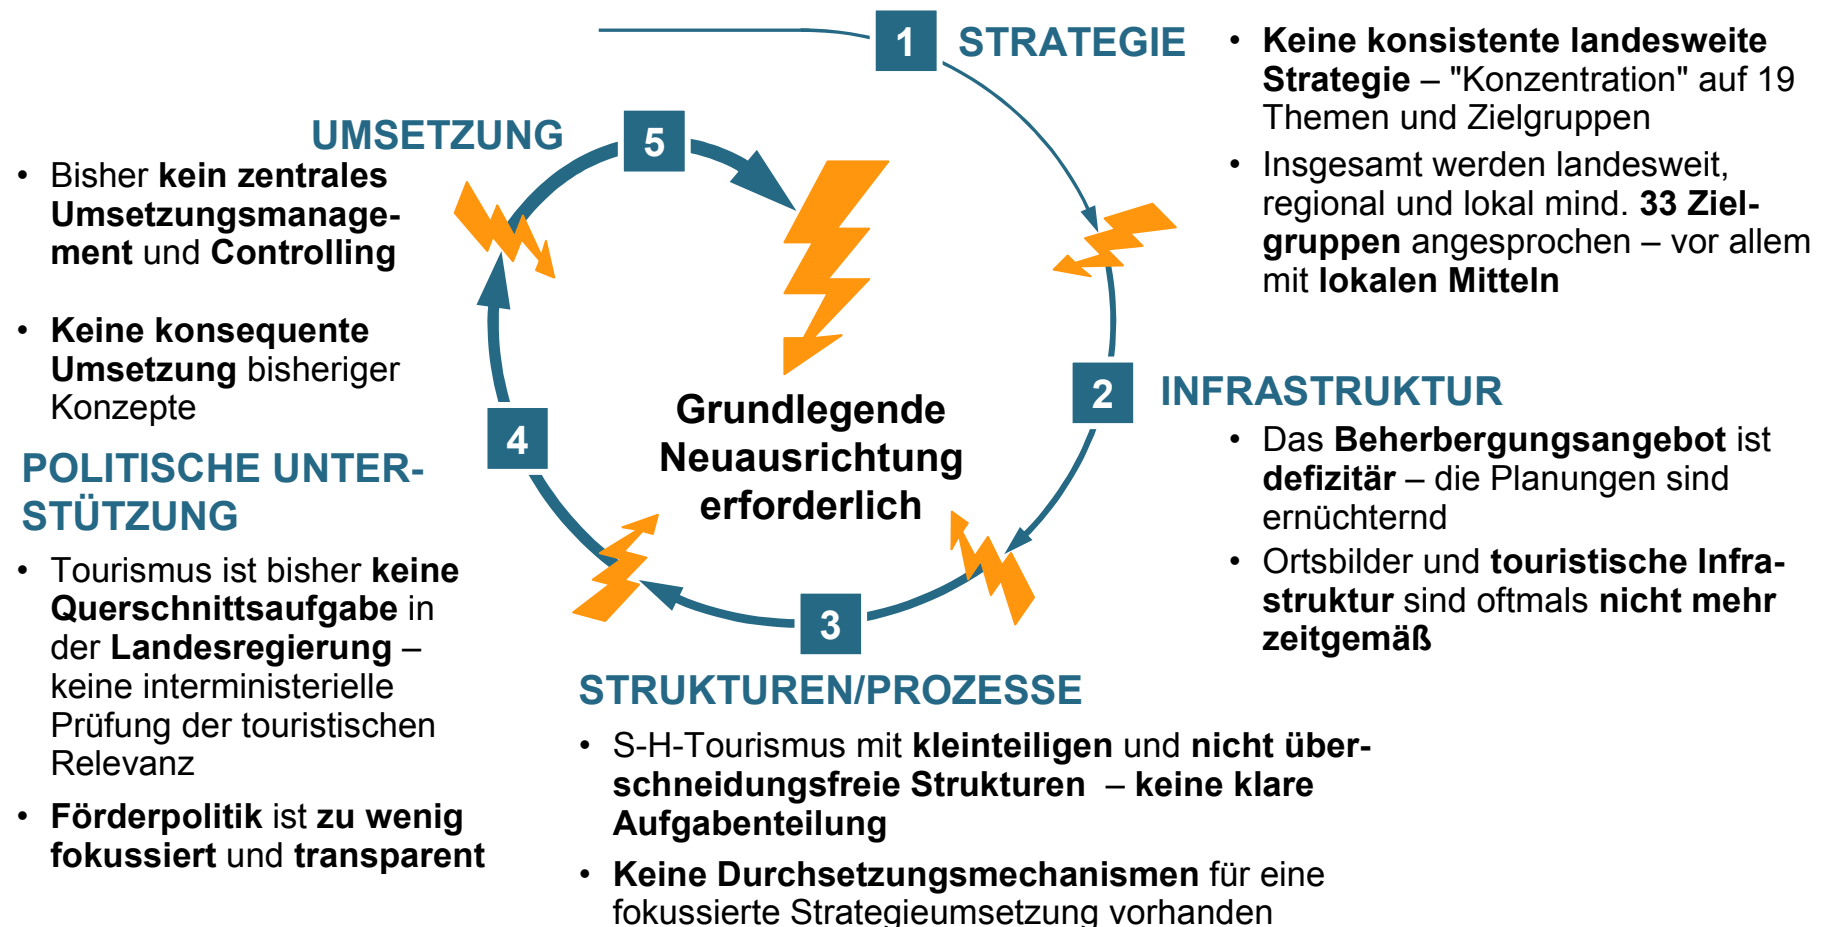 1 STRATEGIE
• Keine konsistente landesweite
Strategie – "Konzentration" auf 19
Themen und Zielgruppen
• Insgesamt werden landesweit,
regional und lokal mind. 33 Ziel-
gruppen angesprochen – vor allem
mit lokalen Mitteln
2 INFRASTRUKTUR
• Das Beherbergungsangebot ist
defizitär – die Planungen sind
ernüchternd
• Ortsbilder und touristische Infra-
struktur sind oftmals nicht mehr
zeitgemäß
3
STRUKTUREN/PROZESSE
• S-H-Tourismus mit kleinteiligen und nicht über-
schneidungsfreie Strukturen – keine klare
Aufgabenteilung
• Keine Durchsetzungsmechanismen für eine
fokussierte Strategieumsetzung vorhanden
4
POLITISCHE UNTER-
STÜTZUNG
• Tourismus ist bisher keine
Querschnittsaufgabe in
der Landesregierung –
keine interministerielle
Prüfung der touristischen
Relevanz
• Förderpolitik ist zu wenig
fokussiert und transparent
UMSETZUNG 5
• Bisher kein zentrales
Umsetzungsmanage-
ment und Controlling
• Keine konsequente
Umsetzung bisheriger
Konzepte
Grundlegende
Neuausrichtung
erforderlich